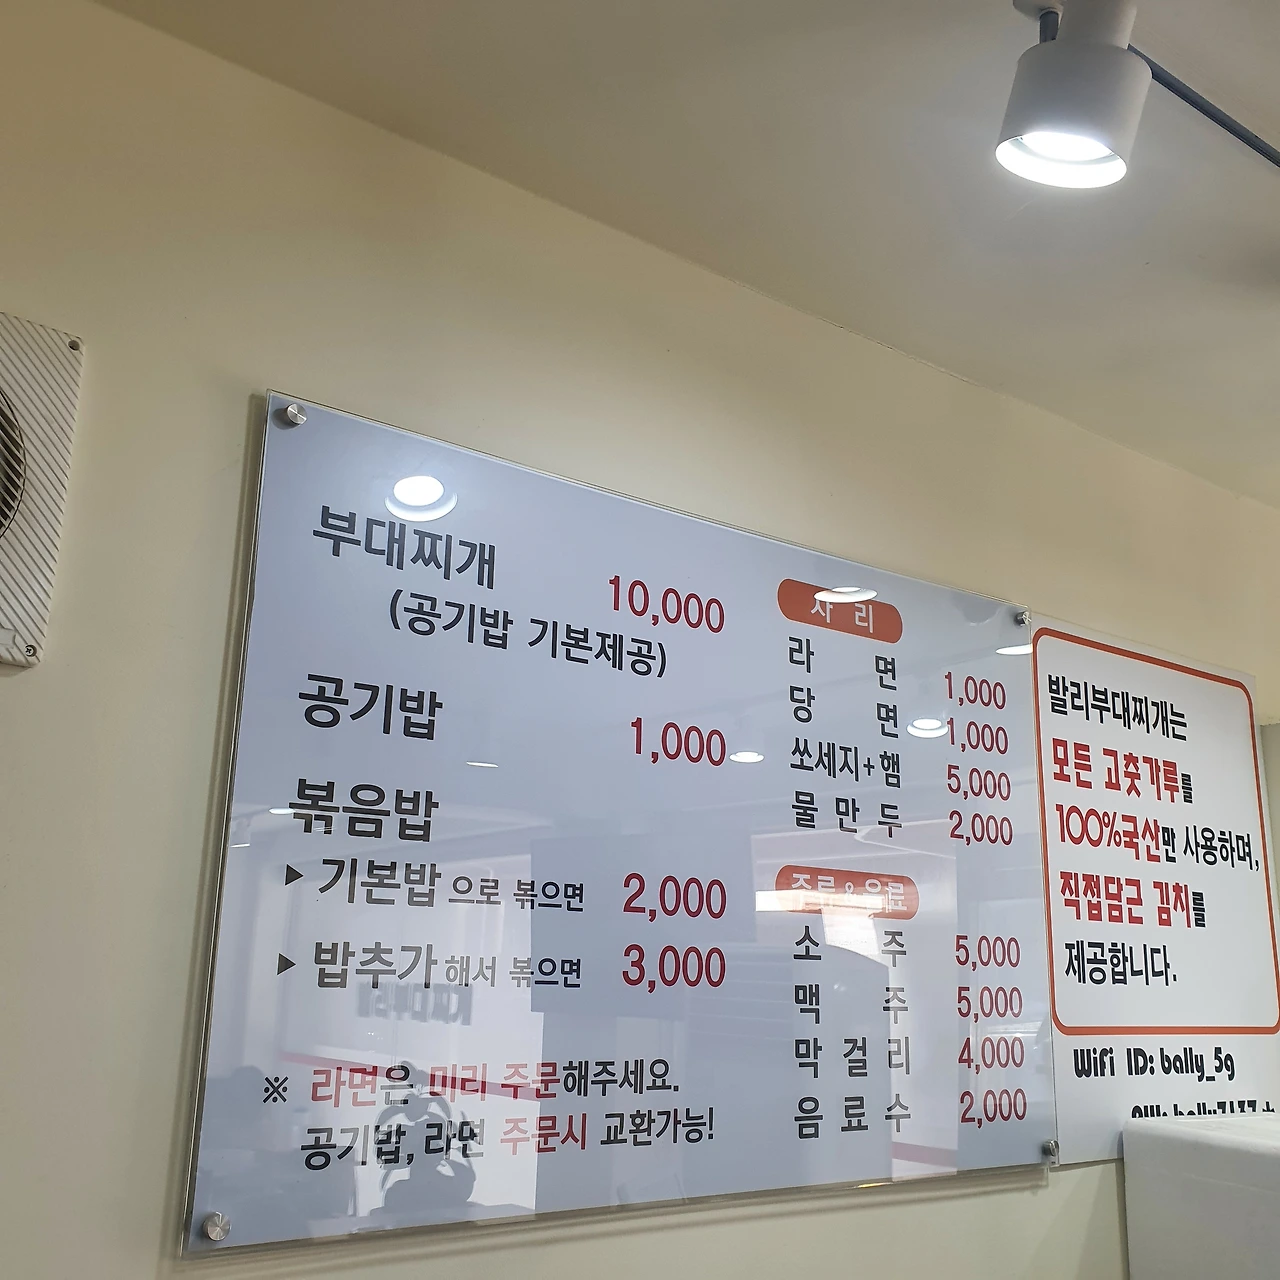 부대찌개 10,000
(공기밥 기본제공)
공기밥 1,000
볶음밥
▶ 기본밥으로 볶으면 2,000
▶ 밥추가해서 볶으면 3,000
※ 라면은 미리 주문해주세요.
공기밥, 라면 주문시 교환가능!
사리
라면 1,000
당면 1,000
쏘세지+햄 5,000
물만두 2,000
주류&음료
소주 5,000
맥주 5,000
막걸리 4,000
음료수 2,000
발리부대찌개는
모든 고춧가루를
100%국산만 사용하며,
직접담근 김치를
제공합니다.
WiFi ID: bally_5g